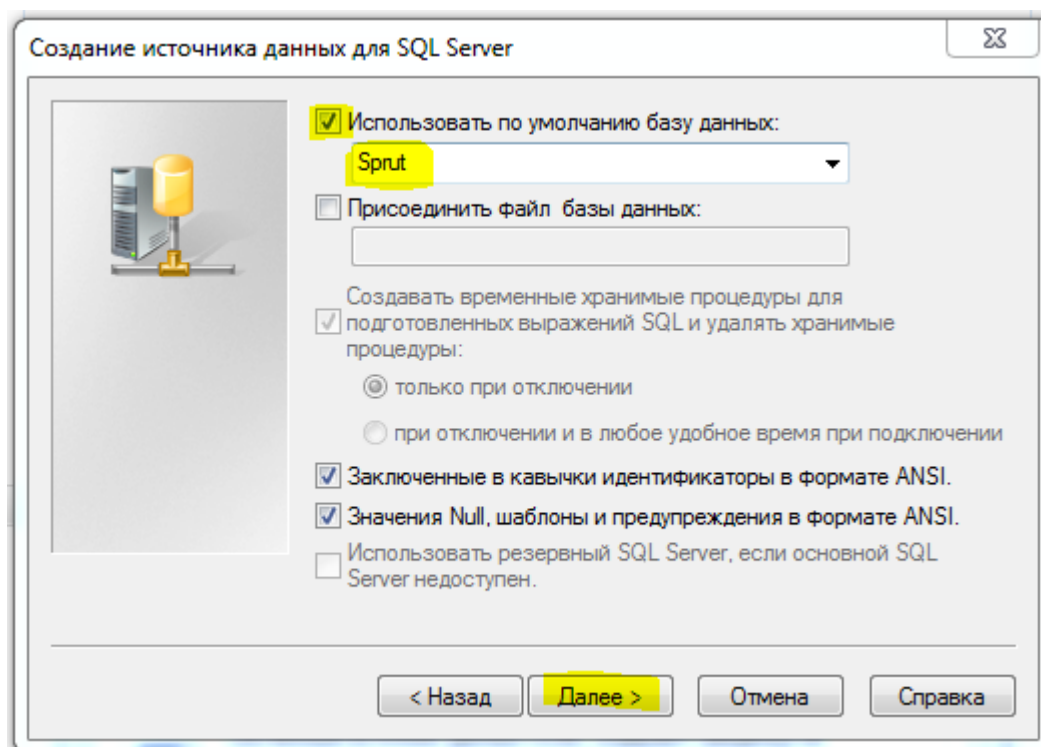 Создание источника данных для SQL Server
Использовать по умолчанию базу данных:
Sprut
Присоединить файл базы данных:
Создавать временные хранимые процедуры для
подготовленных выражений SQL и удалять хранимые
процедуры:
только при отключении
при отключении и в любое удобное время при подключении
Заключенные в кавычки идентификаторы в формате ANSI.
Значения Null, шаблоны и предупреждения в формате ANSI.
Использовать резервный SQL Server, если основной SQL
Server недоступен.
< Назад Далее > Отмена Справка